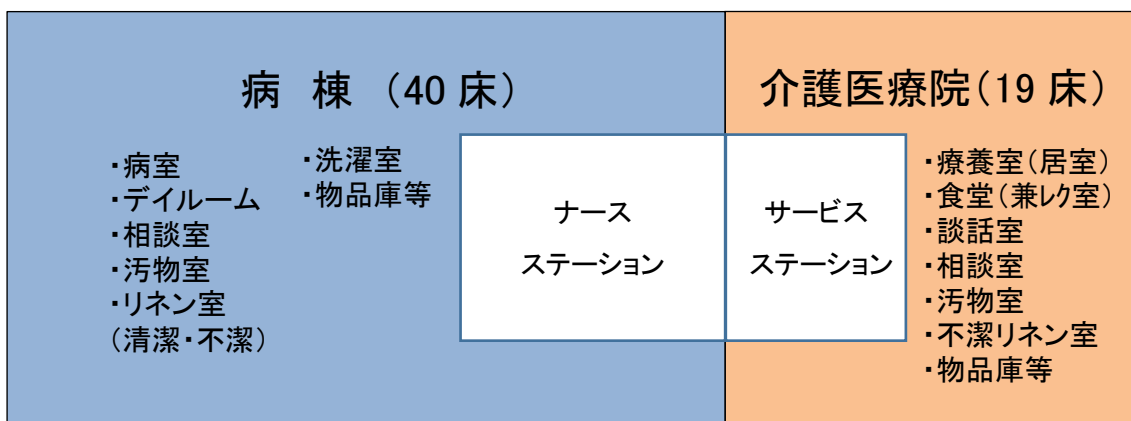 病 棟 （40 床）
・病室
・デイルーム
・相談室
・汚物室
・リネン室
（清潔・不潔）
・洗濯室
・物品庫等
ナース
ステーション
サービス
ステーション
介護医療院（19 床）
・療養室（居室）
・食堂（兼ﾚｸ室）
・談話室
・相談室
・汚物室
・不潔リネン室
・物品庫等